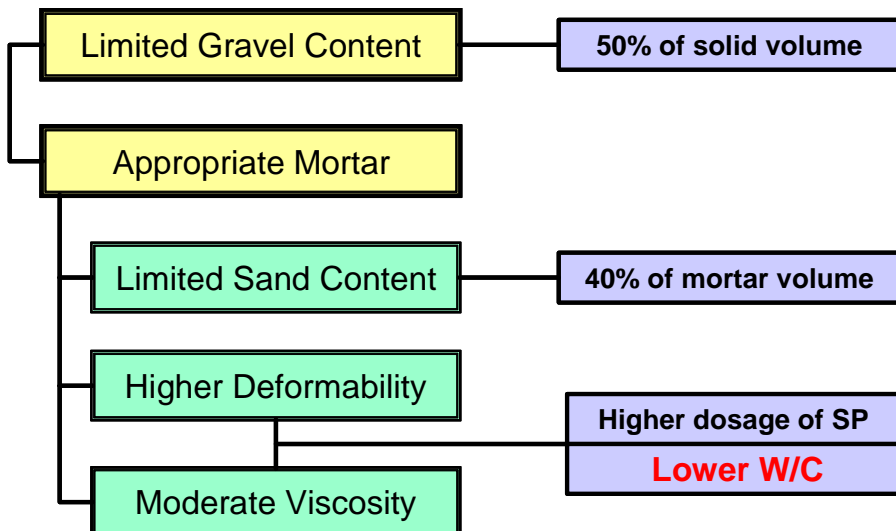 Limited Gravel Content
50% of solid volume
Appropriate Mortar
Limited Sand Content
40% of mortar volume
Higher Deformability
Higher dosage of SP
Lower W/C
Moderate Viscosity